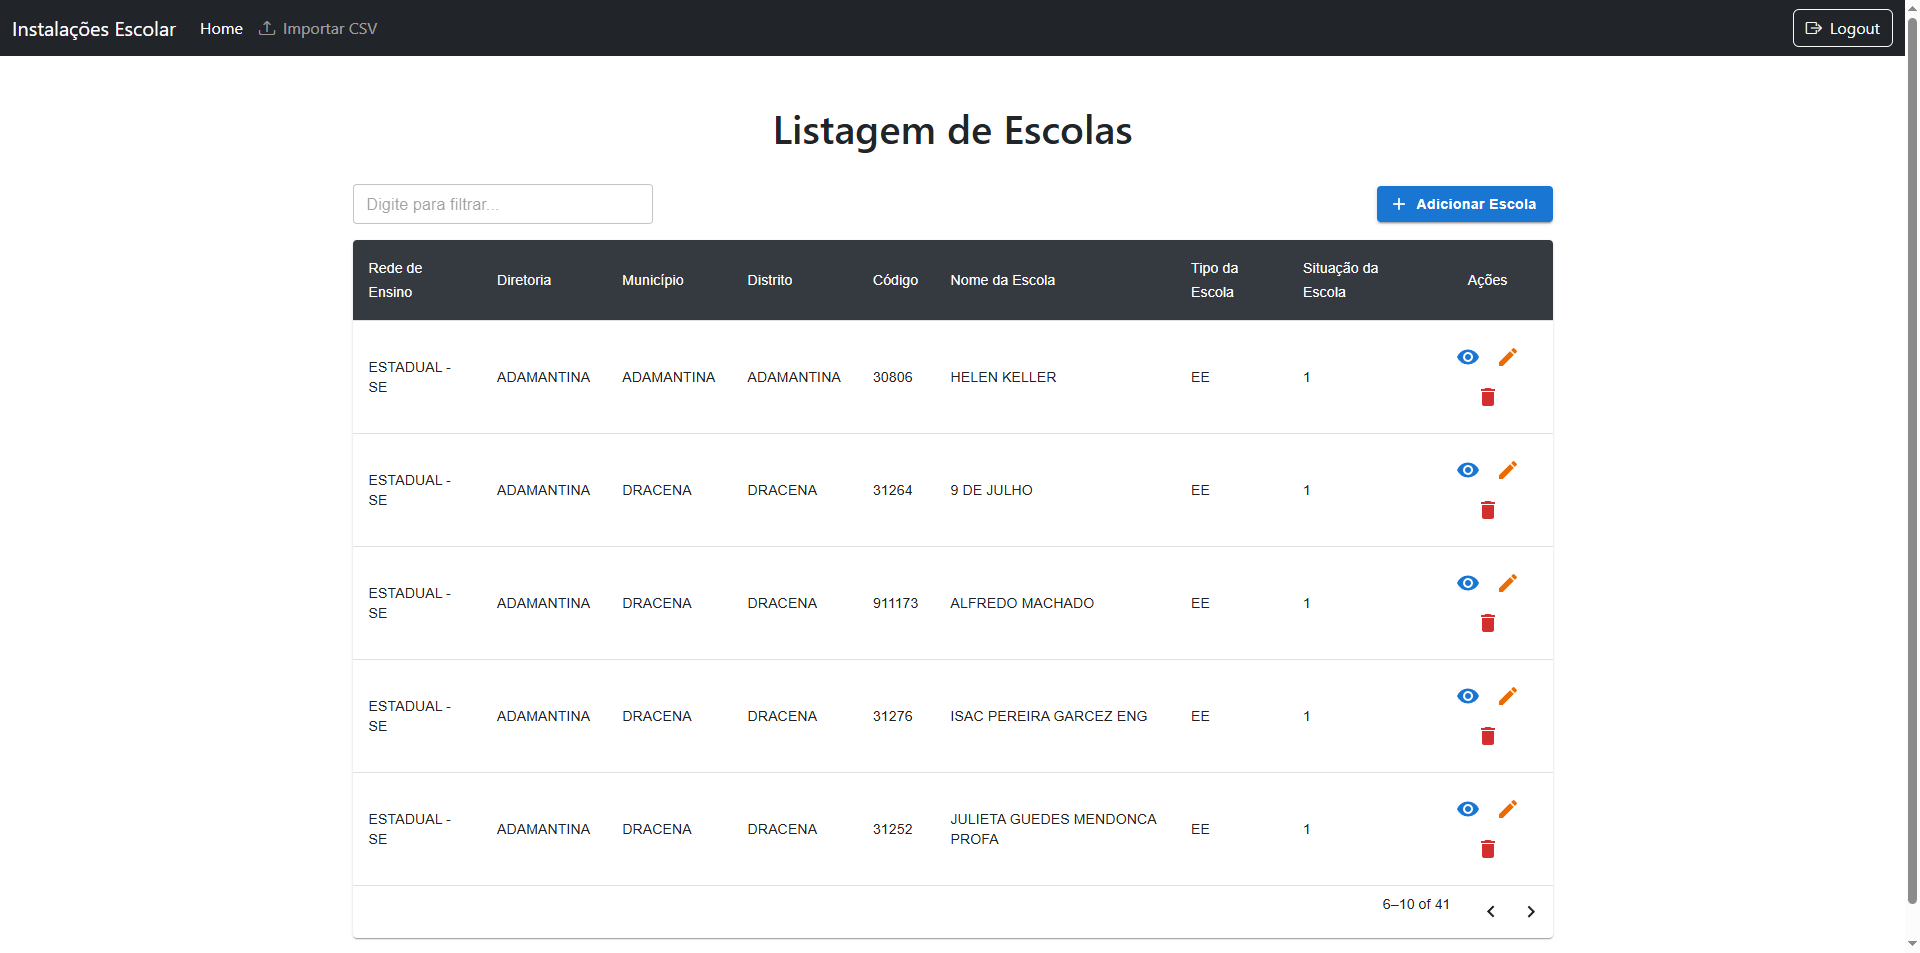 Instalações Escolar Home Importar CSV Logout
Listagem de Escolas
Digite para filtrar...
Adicionar Escola
Rede de Ensino Diretoria Município Distrito Código Nome da Escola Tipo da Escola Situação da Escola Ações
ESTADUAL - SE ADAMANTINA ADAMANTINA ADAMANTINA 30806 HELEN KELLER EE 1
ESTADUAL - SE ADAMANTINA DRACENA DRACENA 31264 9 DE JULHO EE 1
ESTADUAL - SE ADAMANTINA DRACENA DRACENA 911173 ALFREDO MACHADO EE 1
ESTADUAL - SE ADAMANTINA DRACENA DRACENA 31276 ISAC PEREIRA GARCEZ ENG EE 1
ESTADUAL - SE ADAMANTINA DRACENA DRACENA 31252 JULIETA GUEDES MENDONCA PROFA EE 1
6–10 of 41